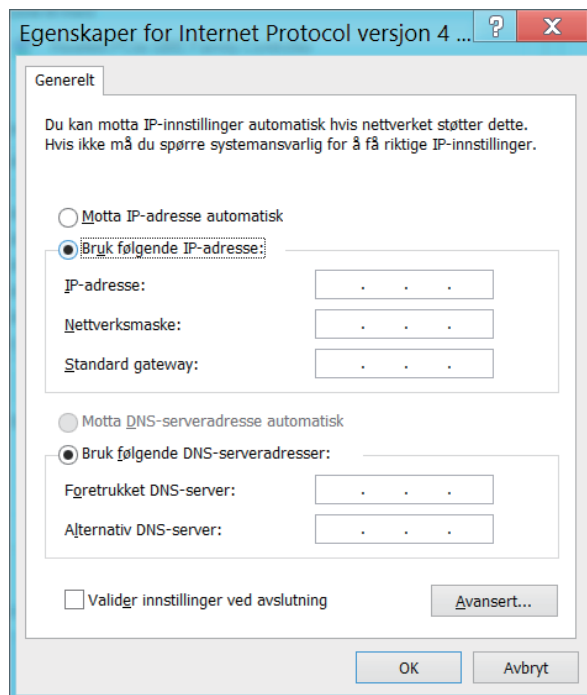 Egenskaper for Internet Protocol versjon 4 ...
Generelt
Du kan motta IP-innstillinger automatisk hvis nettverket støtter dette.
Hvis ikke må du spørre systemansvarlig for å få riktige IP-innstillinger.
Motta IP-adresse automatisk
Bruk følgende IP-adresse:
IP-adresse:
Nettverksmaske:
Standard gateway:
Motta DNS-serveradresse automatisk
Bruk følgende DNS-serveradresser:
Foretrukket DNS-server:
Alternativ DNS-server:
Valider innstillinger ved avslutning
Avansert...
OK
Avbryt